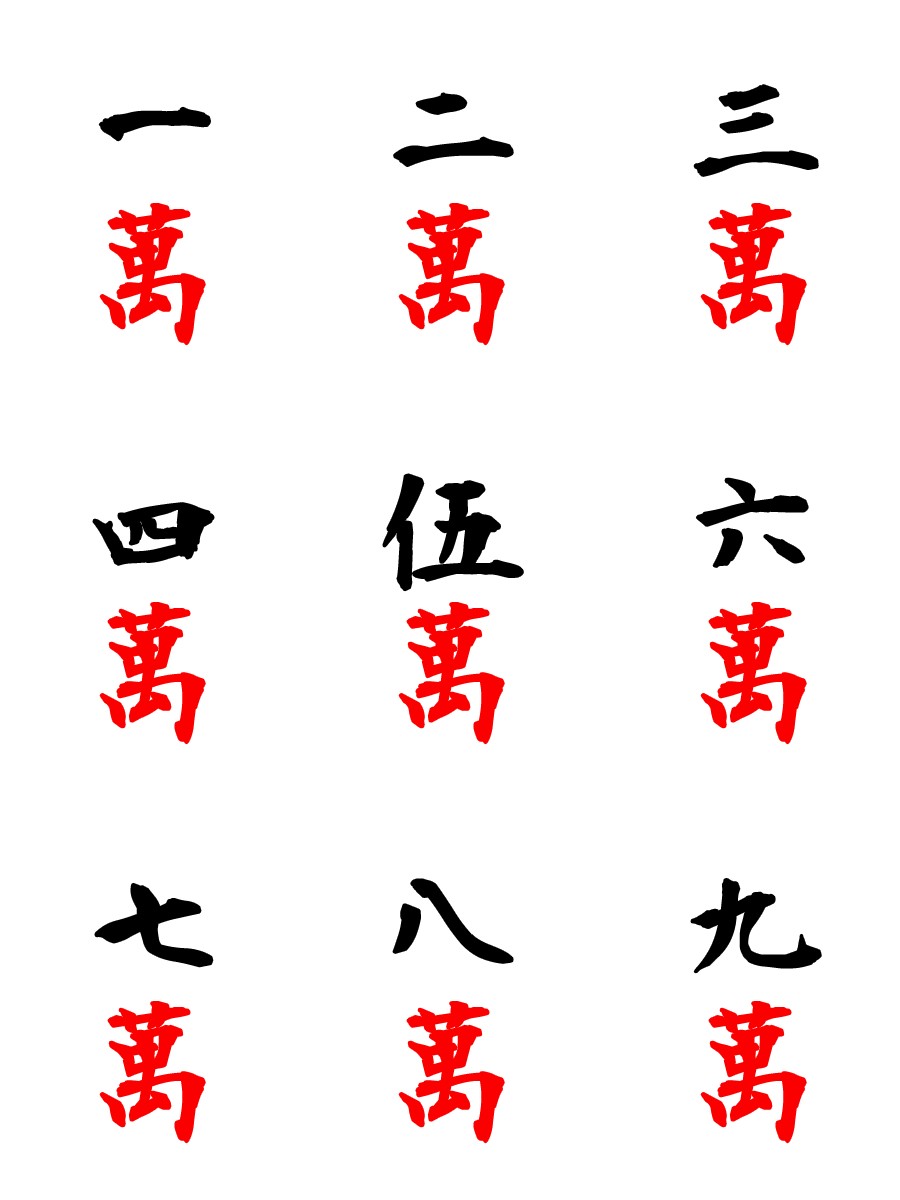 一 二 三
萬 萬 萬
四 伍 六
萬 萬 萬
七 八 九
萬 萬 萬